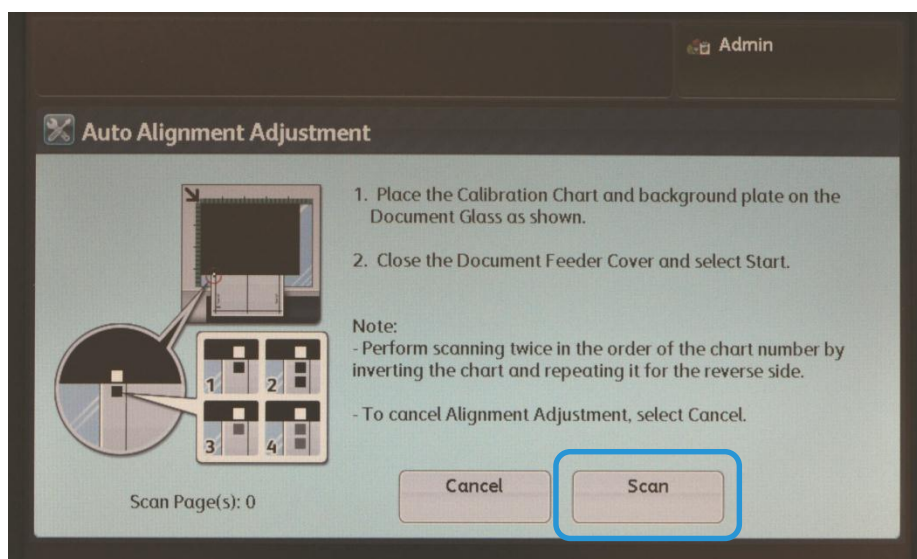 Admin
Auto Alignment Adjustment
1. Place the Calibration Chart and background plate on the
Document Glass as shown.
2. Close the Document Feeder Cover and select Start.
Note:
- Perform scanning twice in the order of the chart number by
inverting the chart and repeating it for the reverse side.
- To cancel Alignment Adjustment, select Cancel.
1 2
3 4
Scan Page(s): 0
Cancel
Scan